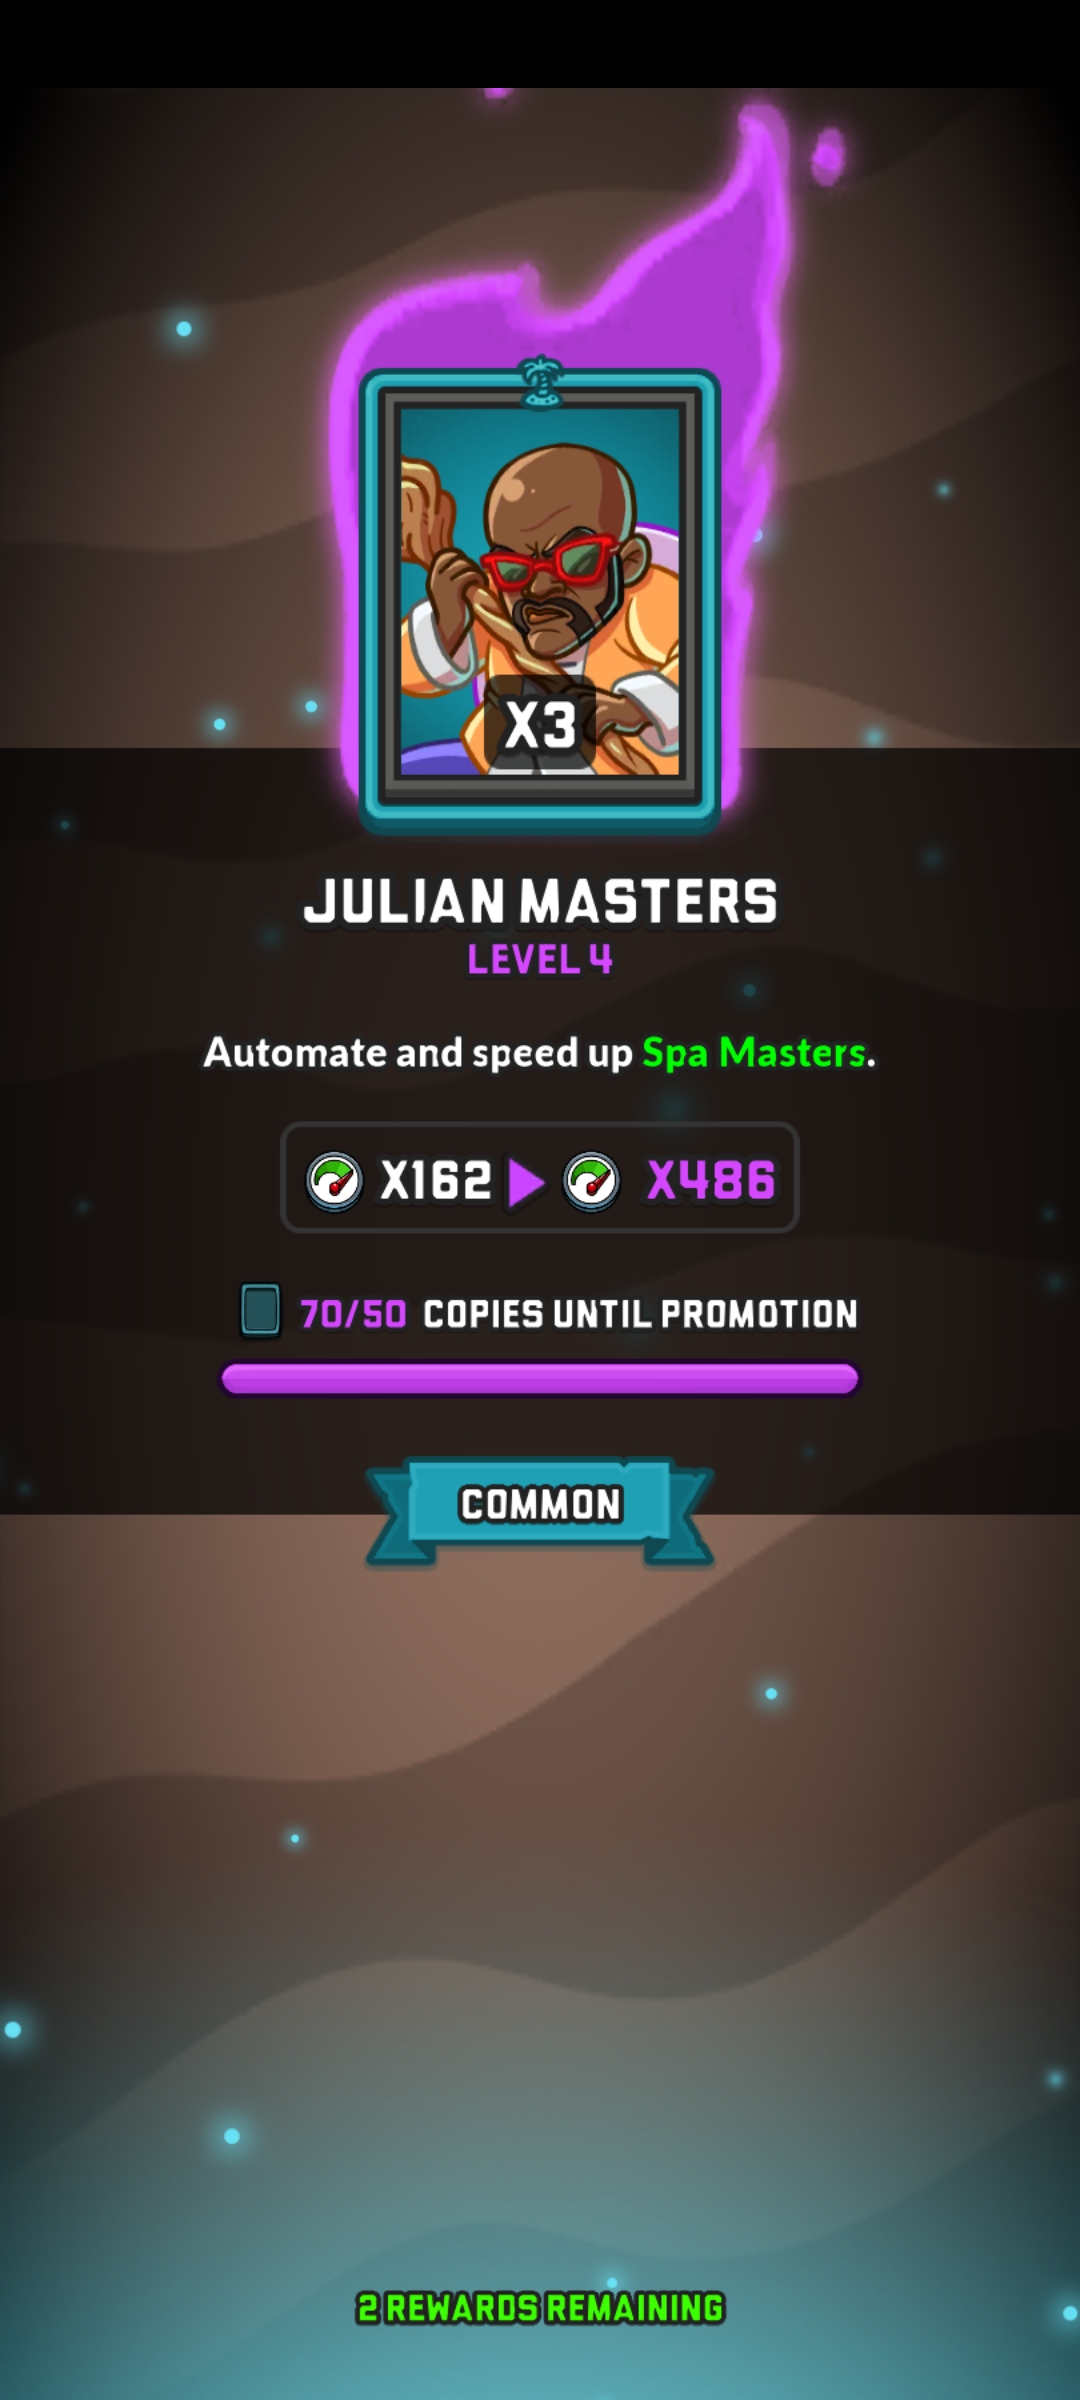 X3
JULIAN MASTERS
LEVEL 4
Automate and speed up Spa Masters.
X162 X486
70/50 COPIES UNTIL PROMOTION
COMMON
2 REWARDS REMAINING